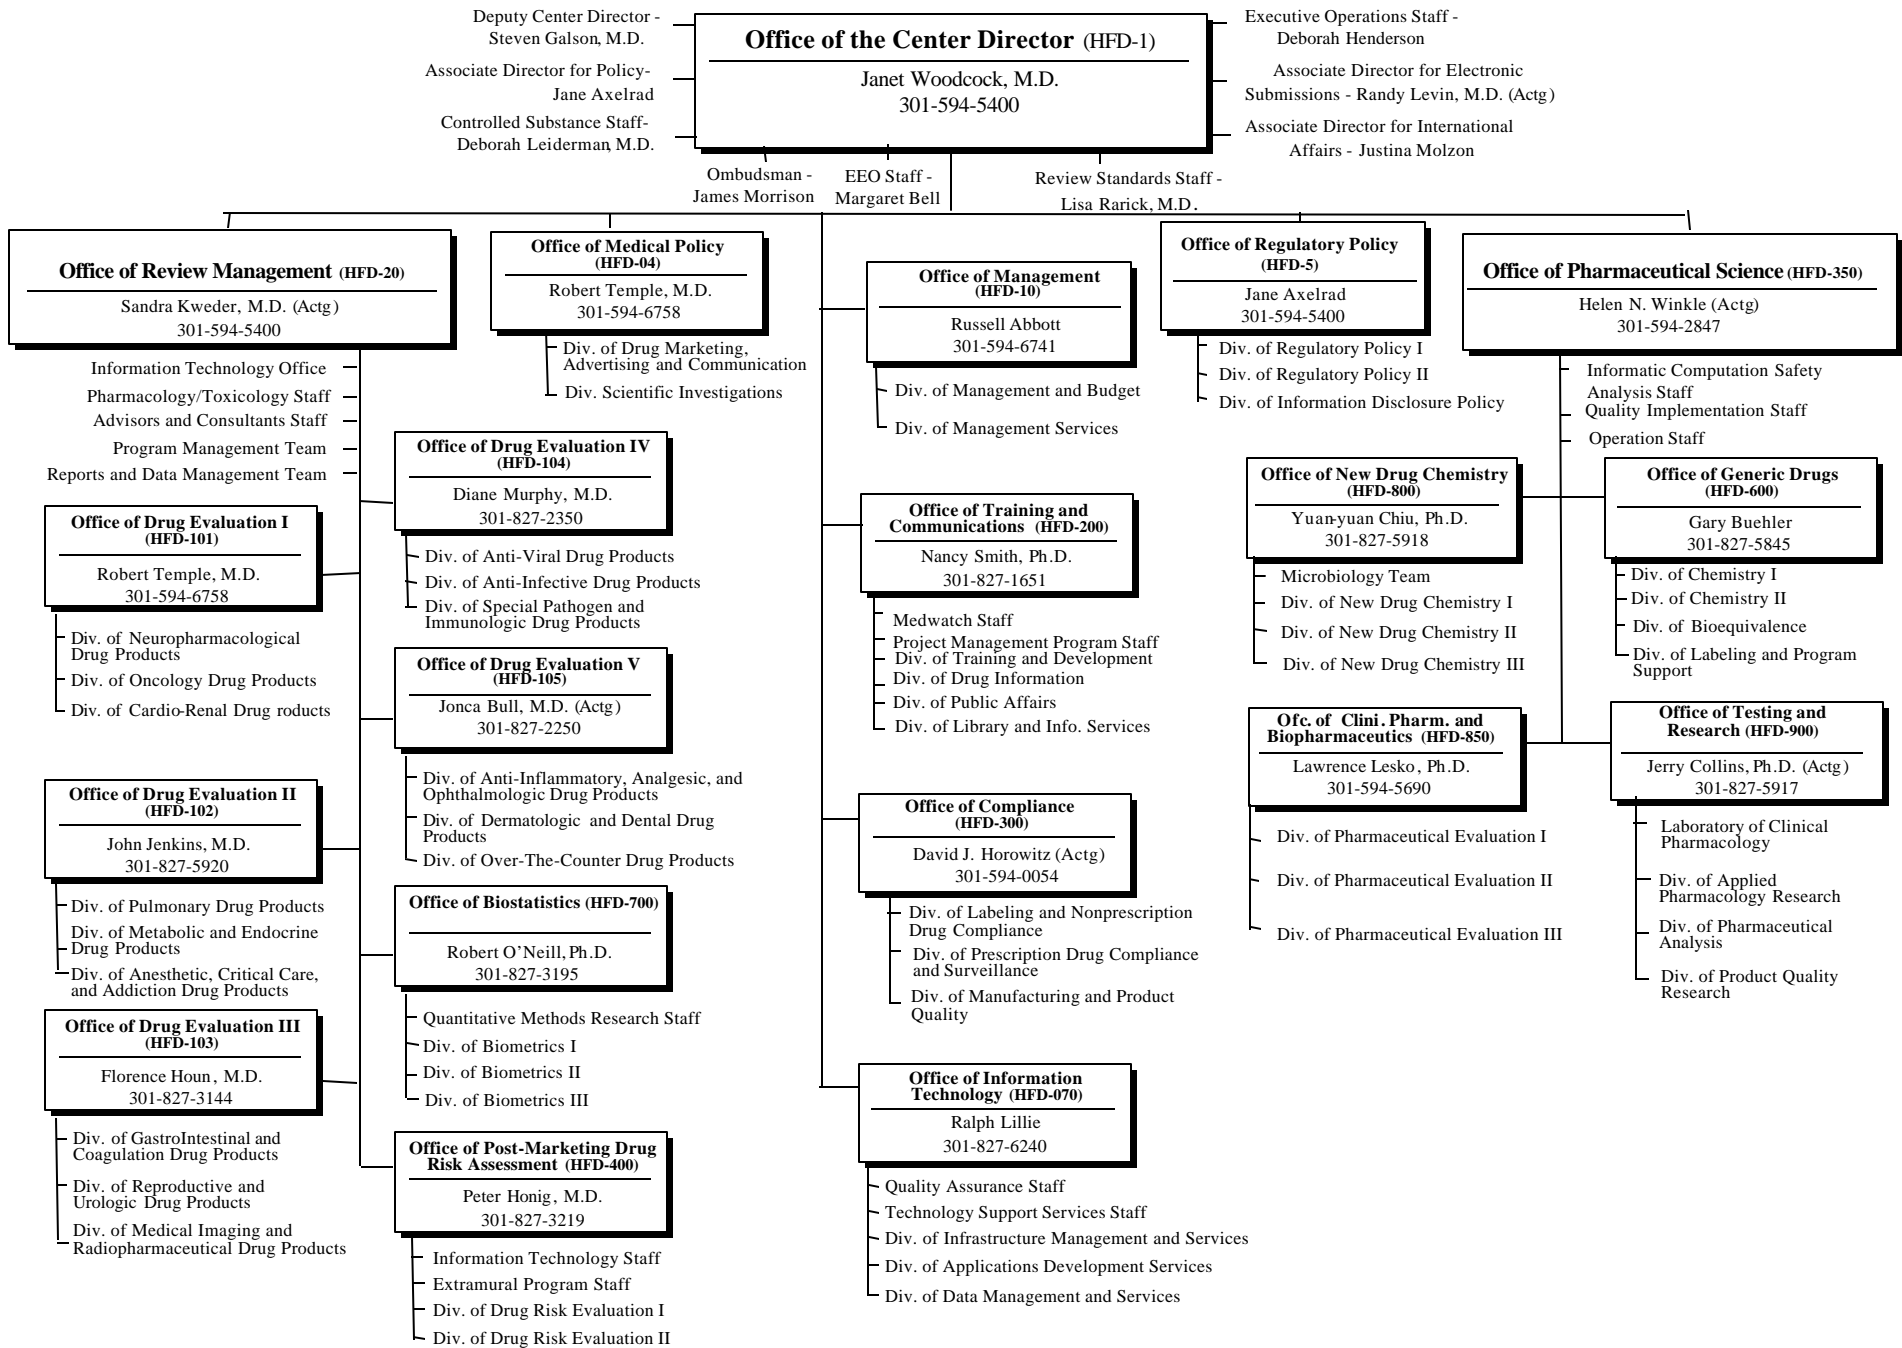 Deputy Center Director -
Steven Galson, M.D.
Associate Director for Policy-
Jane Axelrad
Controlled Substance Staff-
Deborah Leiderman, M.D.
Office of the Center Director (HFD-1)
Janet Woodcock, M.D.
301-594-5400
Executive Operations Staff -
Deborah Henderson
Associate Director for Electronic
Submissions - Randy Levin, M.D. (Actg)
Associate Director for International
Affairs - Justina Molzon
Ombudsman -
James Morrison
EEO Staff -
Margaret Bell
Review Standards Staff -
Lisa Rarick, M.D.
Office of Review Management (HFD-20)
Sandra Kweder, M.D. (Actg)
301-594-5400
Information Technology Office
Pharmacology/Toxicology Staff
Advisors and Consultants Staff
Program Management Team
Reports and Data Management Team
Office of Drug Evaluation I
(HFD-101)
Robert Temple, M.D.
301-594-6758
Div. of Neuropharmacological
Drug Products
Div. of Oncology Drug Products
Div. of Cardio-Renal Drug roducts
Office of Drug Evaluation II
(HFD-102)
John Jenkins, M.D.
301-827-5920
Div. of Pulmonary Drug Products
Div. of Metabolic and Endocrine
Drug Products
Div. of Anesthetic, Critical Care,
and Addiction Drug Products
Office of Drug Evaluation III
(HFD-103)
Florence Houn, M.D.
301-827-3144
Div. of GastroIntestinal and
Coagulation Drug Products
Div. of Reproductive and
Urologic Drug Products
Div. of Medical Imaging and
Radiopharmaceutical Drug Products
Office of Drug Evaluation IV
(HFD-104)
Diane Murphy, M.D.
301-827-2350
Div. of Anti-Viral Drug Products
Div. of Anti-Infective Drug Products
Div. of Special Pathogen and
Immunologic Drug Products
Office of Drug Evaluation V
(HFD-105)
Jonca Bull, M.D. (Actg)
301-827-2250
Div. of Anti-Inflammatory, Analgesic, and
Ophthalmologic Drug Products
Div. of Dermatologic and Dental Drug
Products
Div. of Over-The-Counter Drug Products
Office of Biostatistics (HFD-700)
Robert O'Neill, Ph.D.
301-827-3195
Quantitative Methods Research Staff
Div. of Biometrics I
Div. of Biometrics II
Div. of Biometrics III
Office of Post-Marketing Drug
Risk Assessment (HFD-400)
Peter Honig, M.D.
301-827-3219
Information Technology Staff
Extramural Program Staff
Div. of Drug Risk Evaluation I
Div. of Drug Risk Evaluation II
Office of Medical Policy
(HFD-04)
Robert Temple, M.D.
301-594-6758
Div. of Drug Marketing,
Advertising and Communication
Div. Scientific Investigations
Office of Management
(HFD-10)
Russell Abbott
301-594-6741
Div. of Management and Budget
Div. of Management Services
Office of Training and
Communications (HFD-200)
Nancy Smith, Ph.D.
301-827-1651
Medwatch Staff
Project Management Program Staff
Div. of Training and Development
Div. of Drug Information
Div. of Public Affairs
Div. of Library and Info. Services
Office of Compliance
(HFD-300)
David J. Horowitz (Actg)
301-594-0054
Div. of Labeling and Nonprescription
Drug Compliance
Div. of Prescription Drug Compliance
and Surveillance
Div. of Manufacturing and Product
Quality
Office of Information
Technology (HFD-070)
Ralph Lillie
301-827-6240
Quality Assurance Staff
Technology Support Services Staff
Div. of Infrastructure Management and Services
Div. of Applications Development Services
Div. of Data Management and Services
Office of Regulatory Policy
(HFD-5)
Jane Axelrad
301-594-5400
Div. of Regulatory Policy I
Div. of Regulatory Policy II
Div. of Information Disclosure Policy
Office of Pharmaceutical Science (HFD-350)
Helen N. Winkle (Actg)
301-594-2847
Informatic Computation Safety
Analysis Staff
Quality Implementation Staff
Operation Staff
Office of New Drug Chemistry
(HFD-800)
Yuan-yuan Chiu, Ph.D.
301-827-5918
Microbiology Team
Div. of New Drug Chemistry I
Div. of New Drug Chemistry II
Div. of New Drug Chemistry III
Office of Generic Drugs
(HFD-600)
Gary Buehler
301-827-5845
Div. of Chemistry I
Div. of Chemistry II
Div. of Bioequivalence
Div. of Labeling and Program
Support
Ofc. of Clini. Pharm. and
Biopharmaceutics (HFD-850)
Lawrence Lesko, Ph.D.
301-594-5690
Div. of Pharmaceutical Evaluation I
Div. of Pharmaceutical Evaluation II
Div. of Pharmaceutical Evaluation III
Office of Testing and
Research (HFD-900)
Jerry Collins, Ph.D. (Actg)
301-827-5917
Laboratory of Clinical
Pharmacology
Div. of Applied
Pharmacology Research
Div. of Pharmaceutical
Analysis
Div. of Product Quality
Research